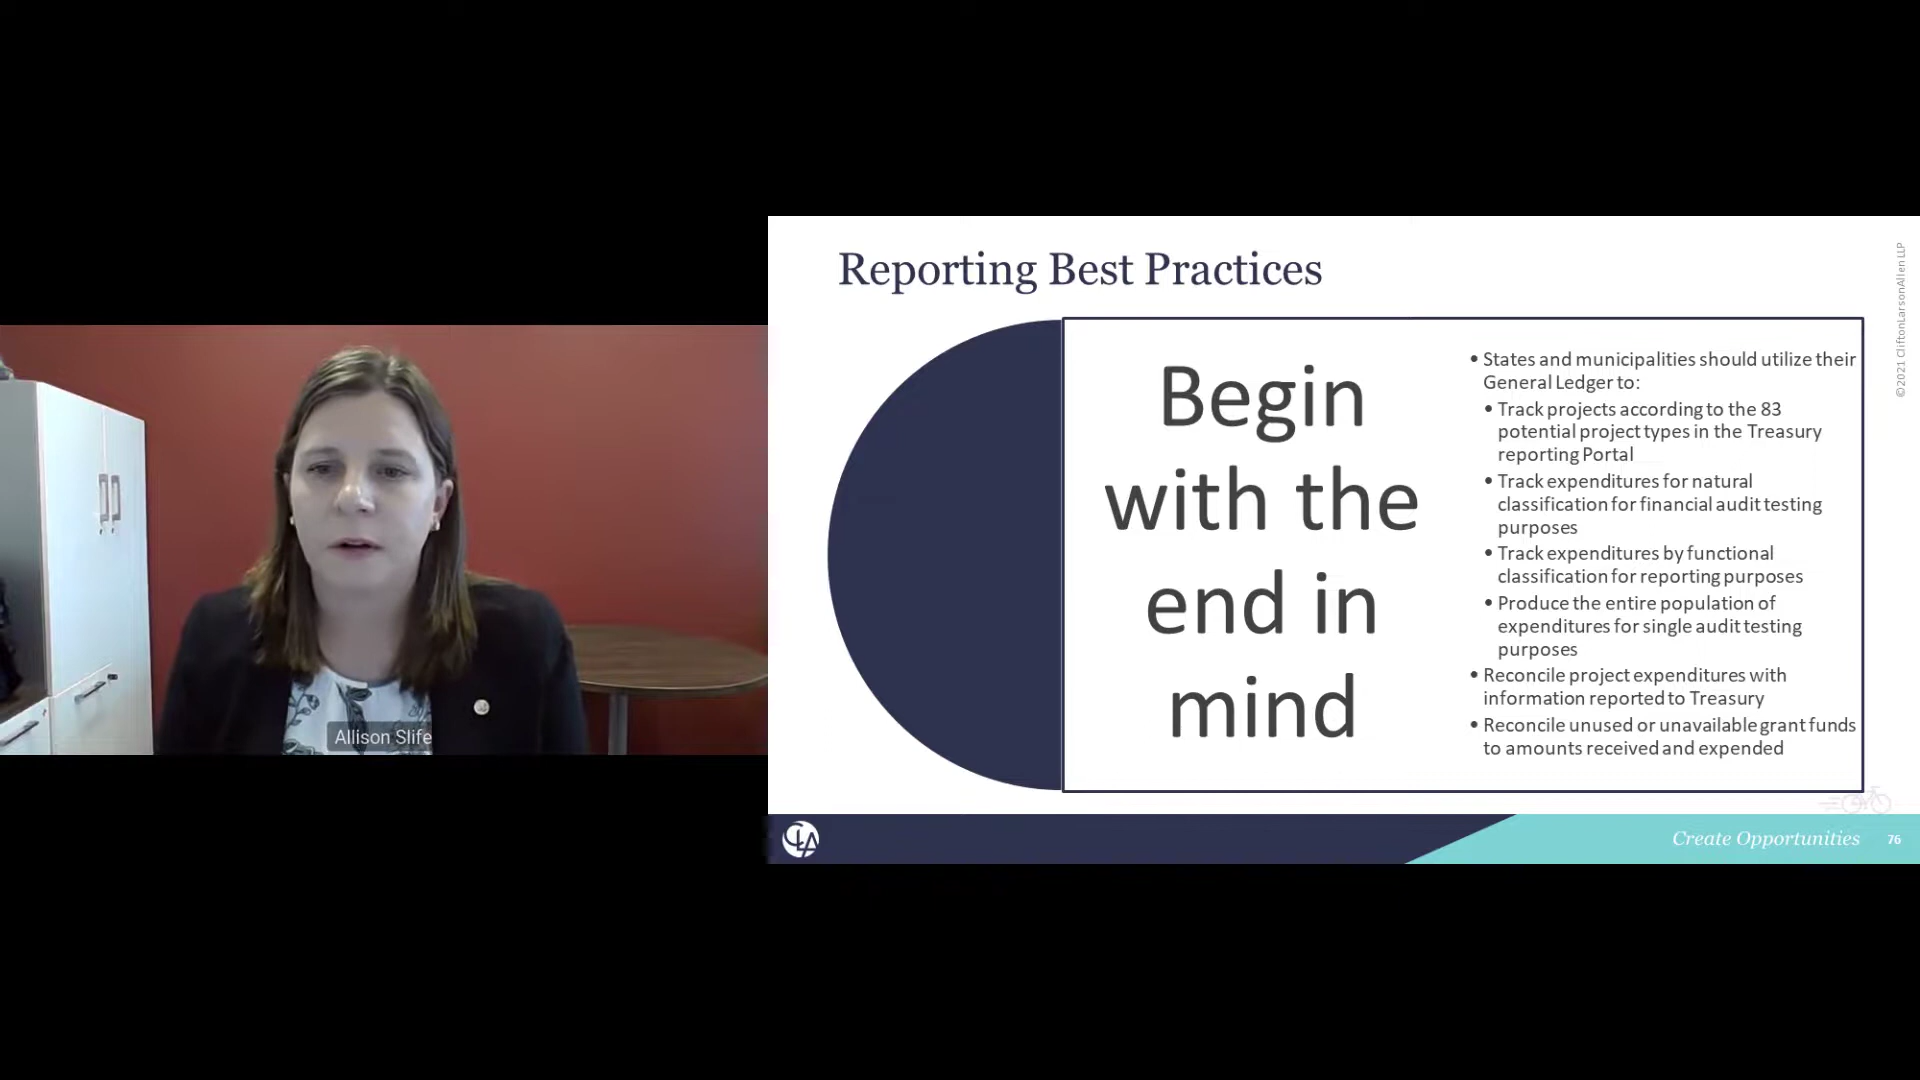 Reporting Best Practices
Begin
with the
end in
mind
• States and municipalities should utilize their
General Ledger to:
• Track projects according to the 83
potential project types in the Treasury
reporting Portal
• Track expenditures for natural
classification for financial audit testing
purposes
• Track expenditures by functional
classification for reporting purposes
• Produce the entire population of
expenditures for single audit testing
purposes
• Reconcile project expenditures with
information reported to Treasury
• Reconcile unused or unavailable grant funds
to amounts received and expended
©2021 CliftonLarsonAllen LLP
Allison Slife
CLA
Create Opportunities
76